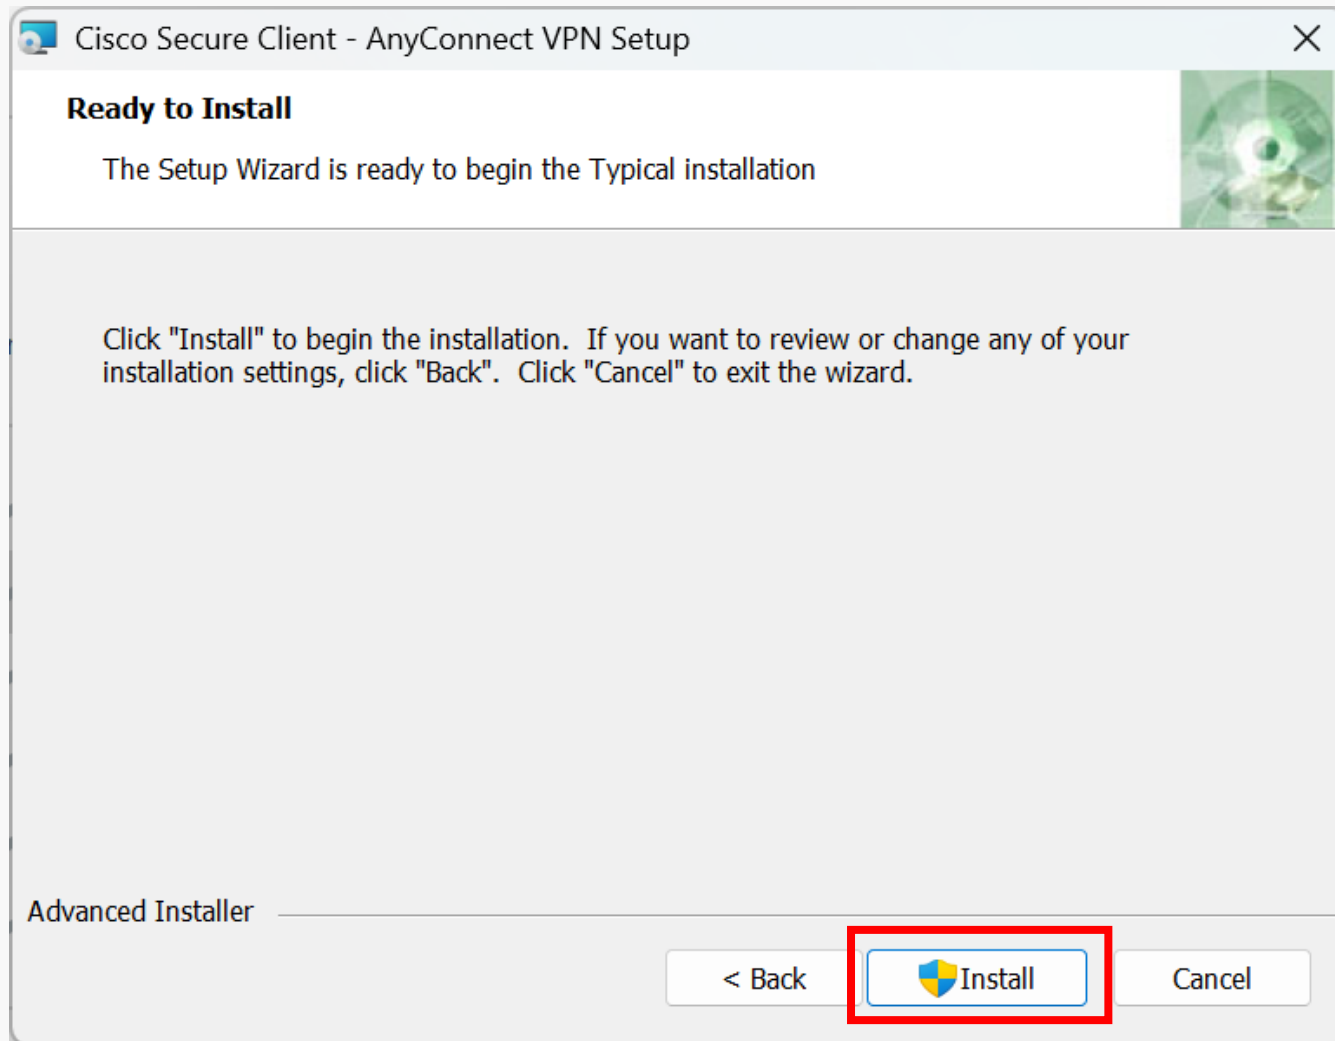 Cisco Secure Client - AnyConnect VPN Setup
Ready to Install
The Setup Wizard is ready to begin the Typical installation
Click "Install" to begin the installation.  If you want to review or change any of your
installation settings, click "Back".  Click "Cancel" to exit the wizard.
Advanced Installer
< Back
Install
Cancel